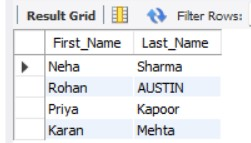 Result Grid Filter Rows:
First_Name Last_Name
Neha Sharma
Rohan AUSTIN
Priya Kapoor
Karan Mehta